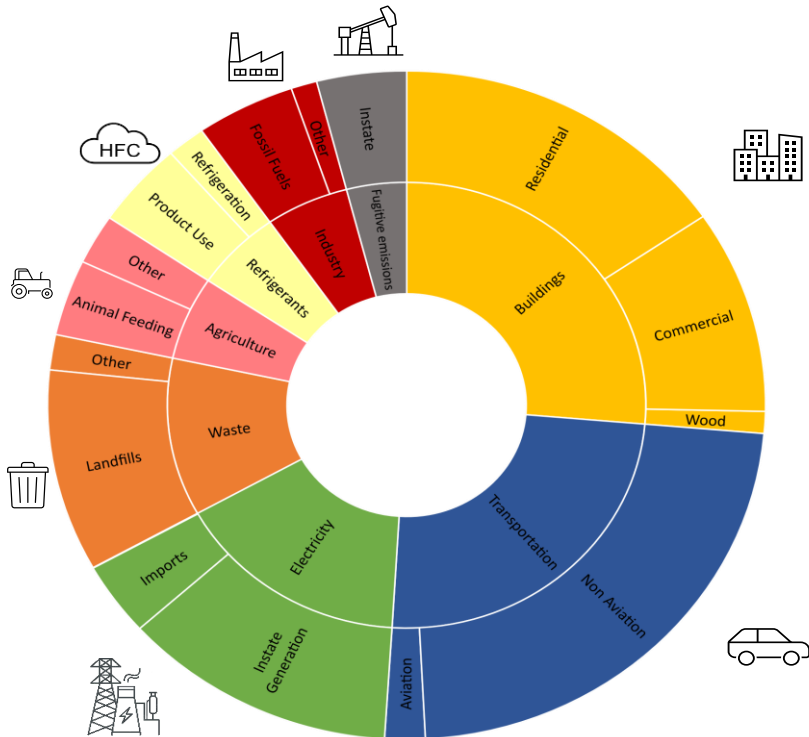 Instate
Fugitive emissions
Residential
Buildings
Commercial
Wood
Transportation
Non Aviation
Aviation
Electricity
Instate
Generation
Imports
Waste
Landfills
Other
Agriculture
Animal Feeding
Other
Refrigerants
Product Use
Refrigeration
HFC
Industry
Fossil Fuels
Other